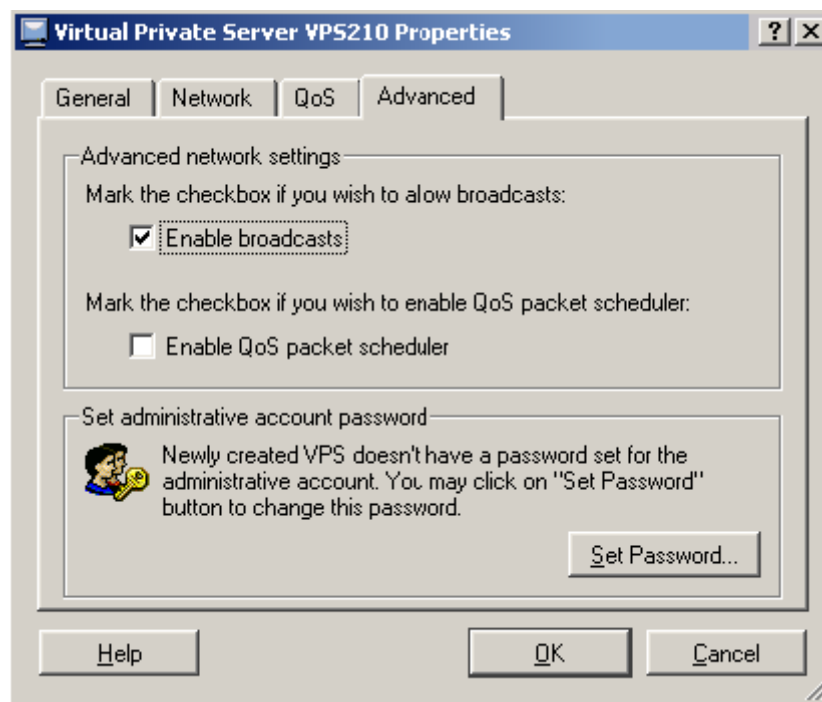 Virtual Private Server VPS210 Properties
General Network QoS Advanced
Advanced network settings
Mark the checkbox if you wish to alow broadcasts:
Enable broadcasts
Mark the checkbox if you wish to enable QoS packet scheduler:
Enable QoS packet scheduler
Set administrative account password
Newly created VPS doesn't have a password set for the
administrative account. You may click on "Set Password"
button to change this password.
Set Password...
Help OK Cancel